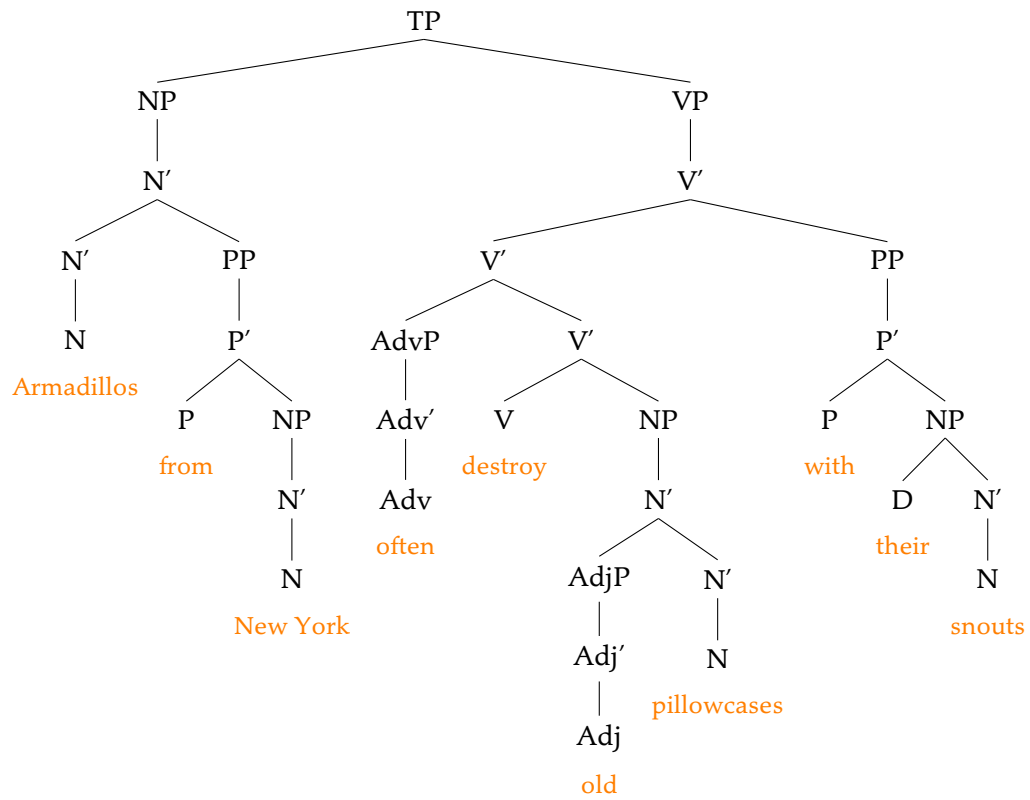 TP
NP VP
N′ V′
N′ PP V′ PP
N P′ AdvP V′ P′
Armadillos
P NP Adv′ V NP P NP
from destroy with
N′ Adv N′ D N′
often their
N AdjP N′ N
New York snouts
Adj′ N
pillowcases
Adj
old